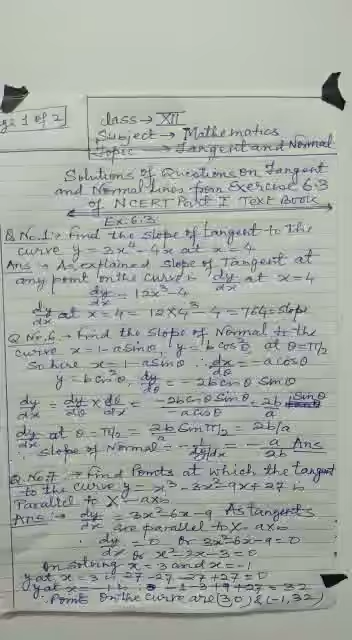 ge 1 of 2
Class → XII
Subject → Mathematics
Topic → Tangent and Normal
Solutions of Questions on Tangent
and Normal lines from Exercise 6.3
of NCERT Part I Text Book
Ex: 6.3
Q No.1 :- Find the slope of tangent to the
curve y = 3x⁴ - 4x at x = 4
Ans :- As explained slope of Tangent at
any point on the curve is dy/dx at x = 4
dy/dx = 12x³ - 4
dy/dx at x = 4 = 12×4³ - 4 = 764 = slope
Q No. 6 :- Find the slope of Normal to the
curve x = 1 - a sinθ, y = b cos²θ at θ = π/2
So here x = 1 - a sinθ ∴ dx/dθ = -a cosθ
y = b cos²θ, dy/dθ = -2b cosθ sinθ
dy/dx = dy/dθ × dθ/dx = -2b cosθ sinθ/-a cosθ = 2b/a sinθ
dy/dx at θ = π/2 = 2b/a sin π/2 = 2b/a
slope of Normal = -1/dy/dx = -a/2b Ans
Q. No.7 :- Find Points at which the tangent
to the curve y = x³ - 3x² - 9x + 27 is
Parallel to X-axis
Ans :- dy/dx = 3x² - 6x - 9 As tangents
are parallel to X-axis
∴ dy/dx = 0 or 3x² - 6x - 9 = 0
or x² - 2x - 3 = 0
On solving x = 3 and x = -1
y at x = 3 is 27 - 27 - 27 + 27 = 0
y at x = -1 is - 3 + 9 + 27 = 32
∴ Points on the curve are (3,0) & (-1,32)